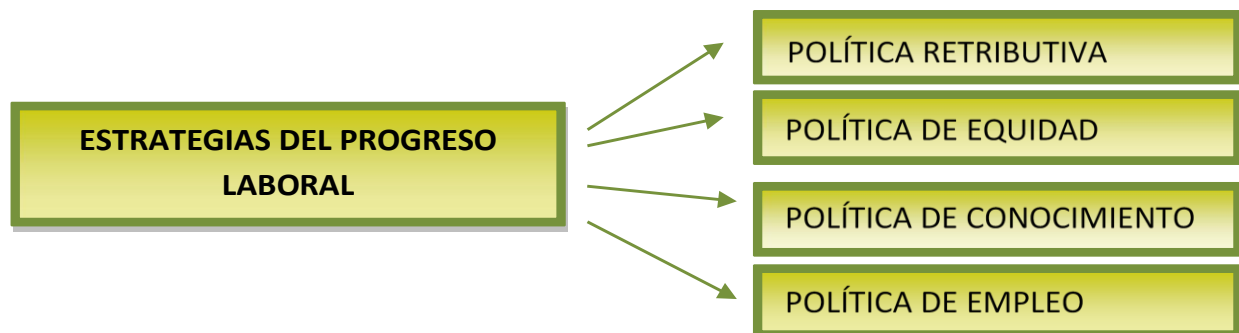 ESTRATEGIAS DEL PROGRESO
LABORAL
POLÍTICA RETRIBUTIVA
POLÍTICA DE EQUIDAD
POLÍTICA DE CONOCIMIENTO
POLÍTICA DE EMPLEO